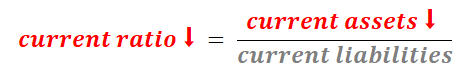 current ratio ⬇ = current assets ⬇
current liabilities